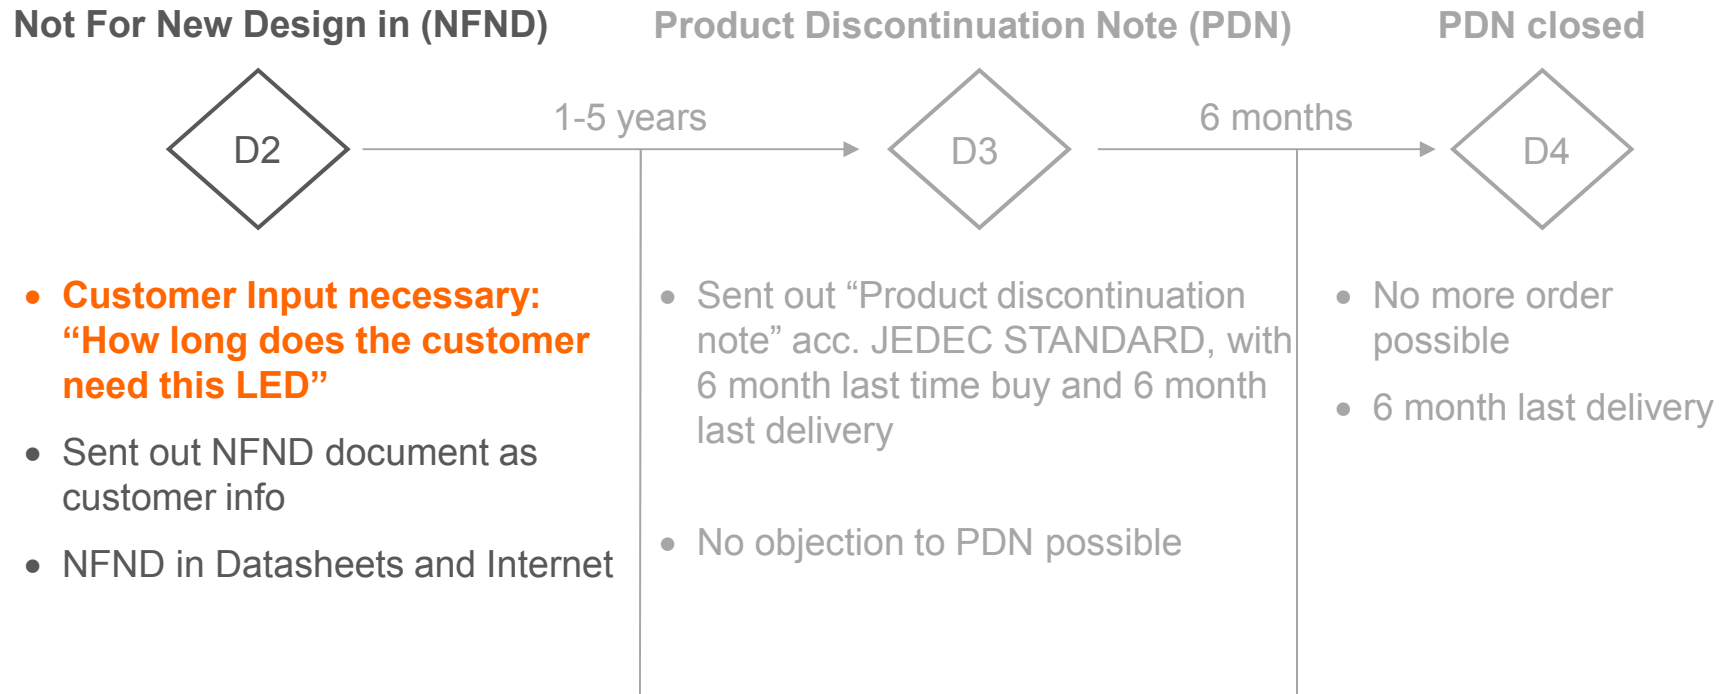 Not For New Design in (NFND)
Product Discontinuation Note (PDN)
PDN closed
D2
1-5 years
D3
6 months
D4
• Customer Input necessary:
“How long does the customer
need this LED”
• Sent out NFND document as
customer info
• NFND in Datasheets and Internet
• Sent out “Product discontinuation
note” acc. JEDEC STANDARD, with
6 month last time buy and 6 month
last delivery
• No objection to PDN possible
• No more order
possible
• 6 month last delivery